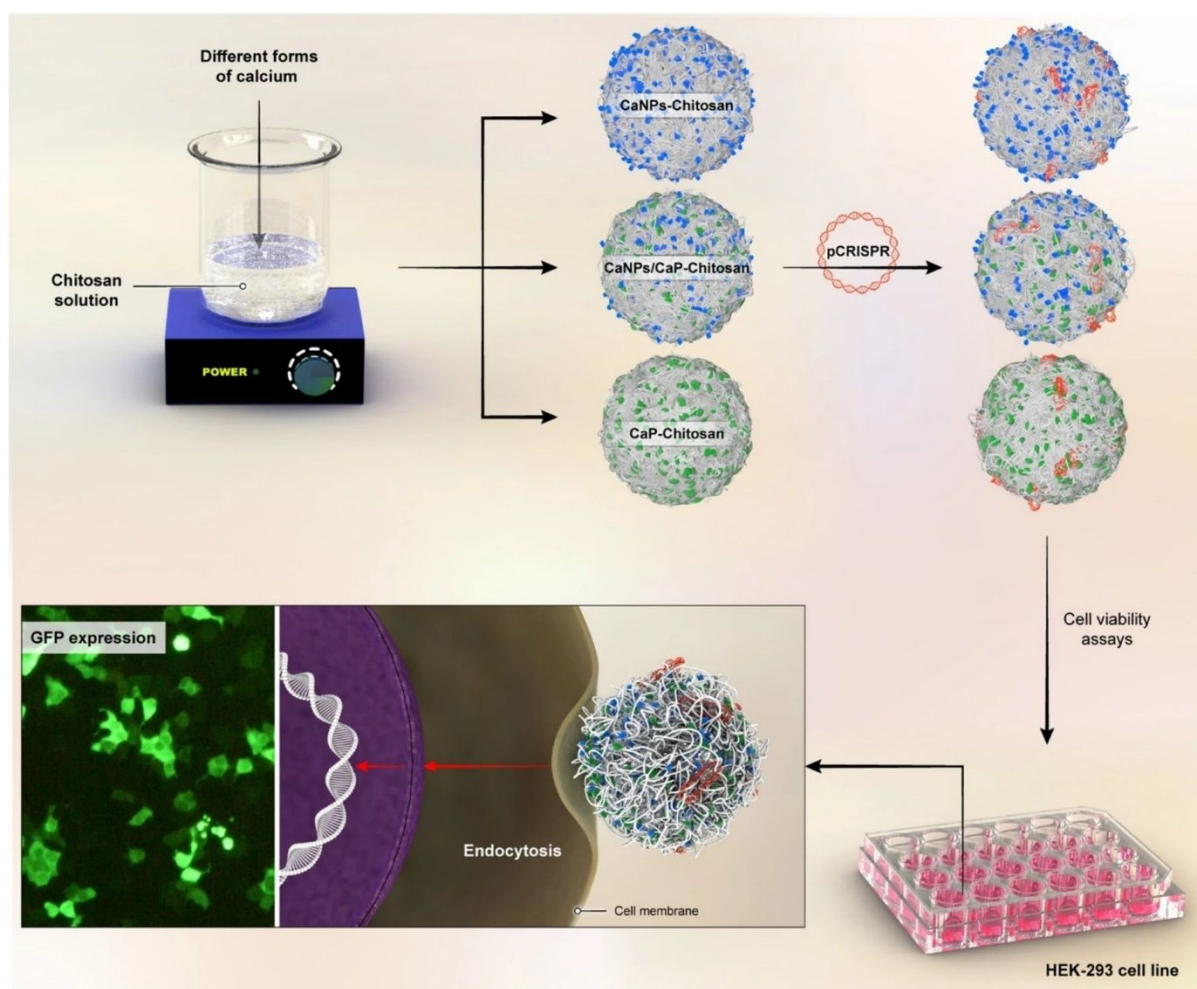 Different forms
of calcium
Chitosan
solution
POWER
CaNPs-Chitosan
CaNPs/CaP-Chitosan
CaP-Chitosan
pCRISPR
Cell viability
assays
GFP expression
Endocytosis
Cell membrane
HEK-293 cell line